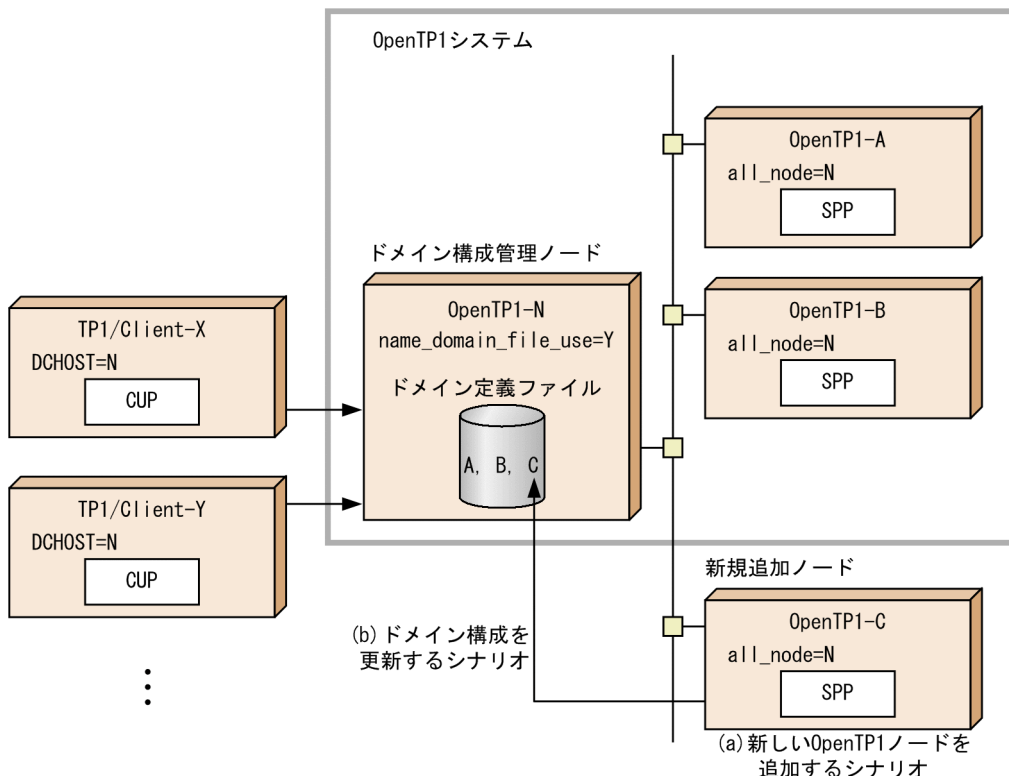 OpenTP1システム
OpenTP1-A
all_node=N
SPP
ドメイン構成管理ノード
OpenTP1-N
name_domain_file_use=Y
ドメイン定義ファイル
A, B, C
OpenTP1-B
all_node=N
SPP
TP1/Client-X
DCHOST=N
CUP
TP1/Client-Y
DCHOST=N
CUP
⋮
新規追加ノード
OpenTP1-C
all_node=N
SPP
(b)ドメイン構成を
更新するシナリオ
(a)新しいOpenTP1ノードを
追加するシナリオ